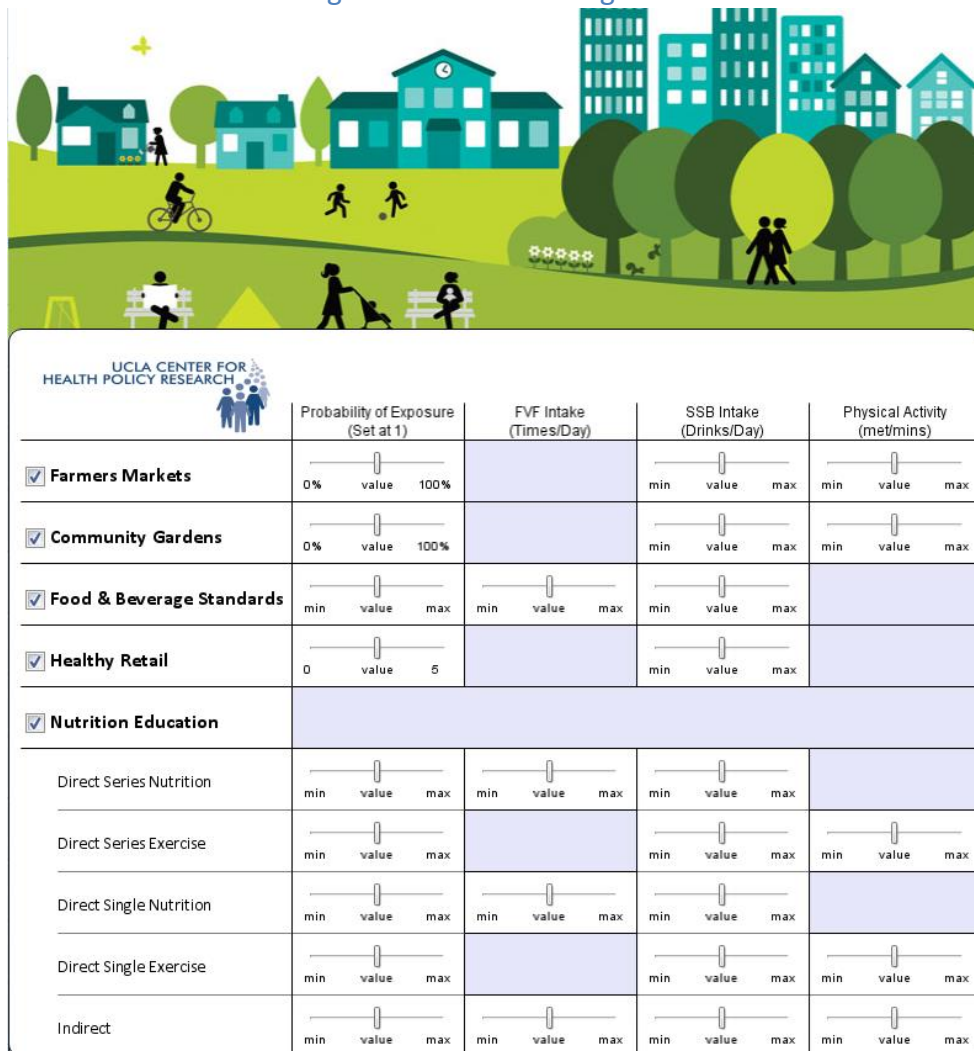 UCLA CENTER FOR
HEALTH POLICY RESEARCH
Probability of Exposure
(Set at 1)
FVF Intake
(Times/Day)
SSB Intake
(Drinks/Day)
Physical Activity
(met/mins)
Farmers Markets
0% value 100%
min value max
min value max
Community Gardens
0% value 100%
min value max
min value max
Food & Beverage Standards
min value max
min value max
min value max
Healthy Retail
0 value 5
min value max
Nutrition Education
Direct Series Nutrition
min value max
min value max
min value max
Direct Series Exercise
min value max
min value max
min value max
Direct Single Nutrition
min value max
min value max
min value max
Direct Single Exercise
min value max
min value max
min value max
Indirect
min value max
min value max
min value max
min value max